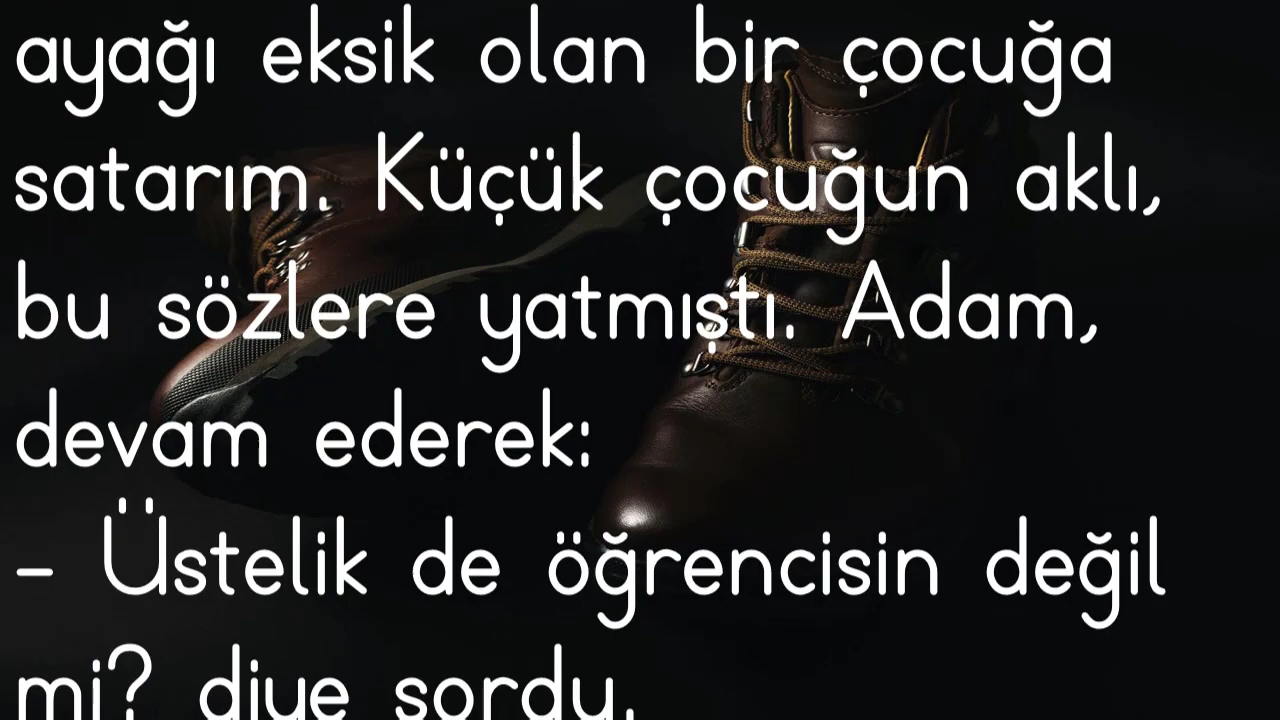 ayağı eksik olan bir çocuğa
satarım. Küçük çocuğun aklı,
bu sözlere yatmıştı. Adam,
devam ederek:
- Üstelik de öğrencisin değil
mi? diye sordu.